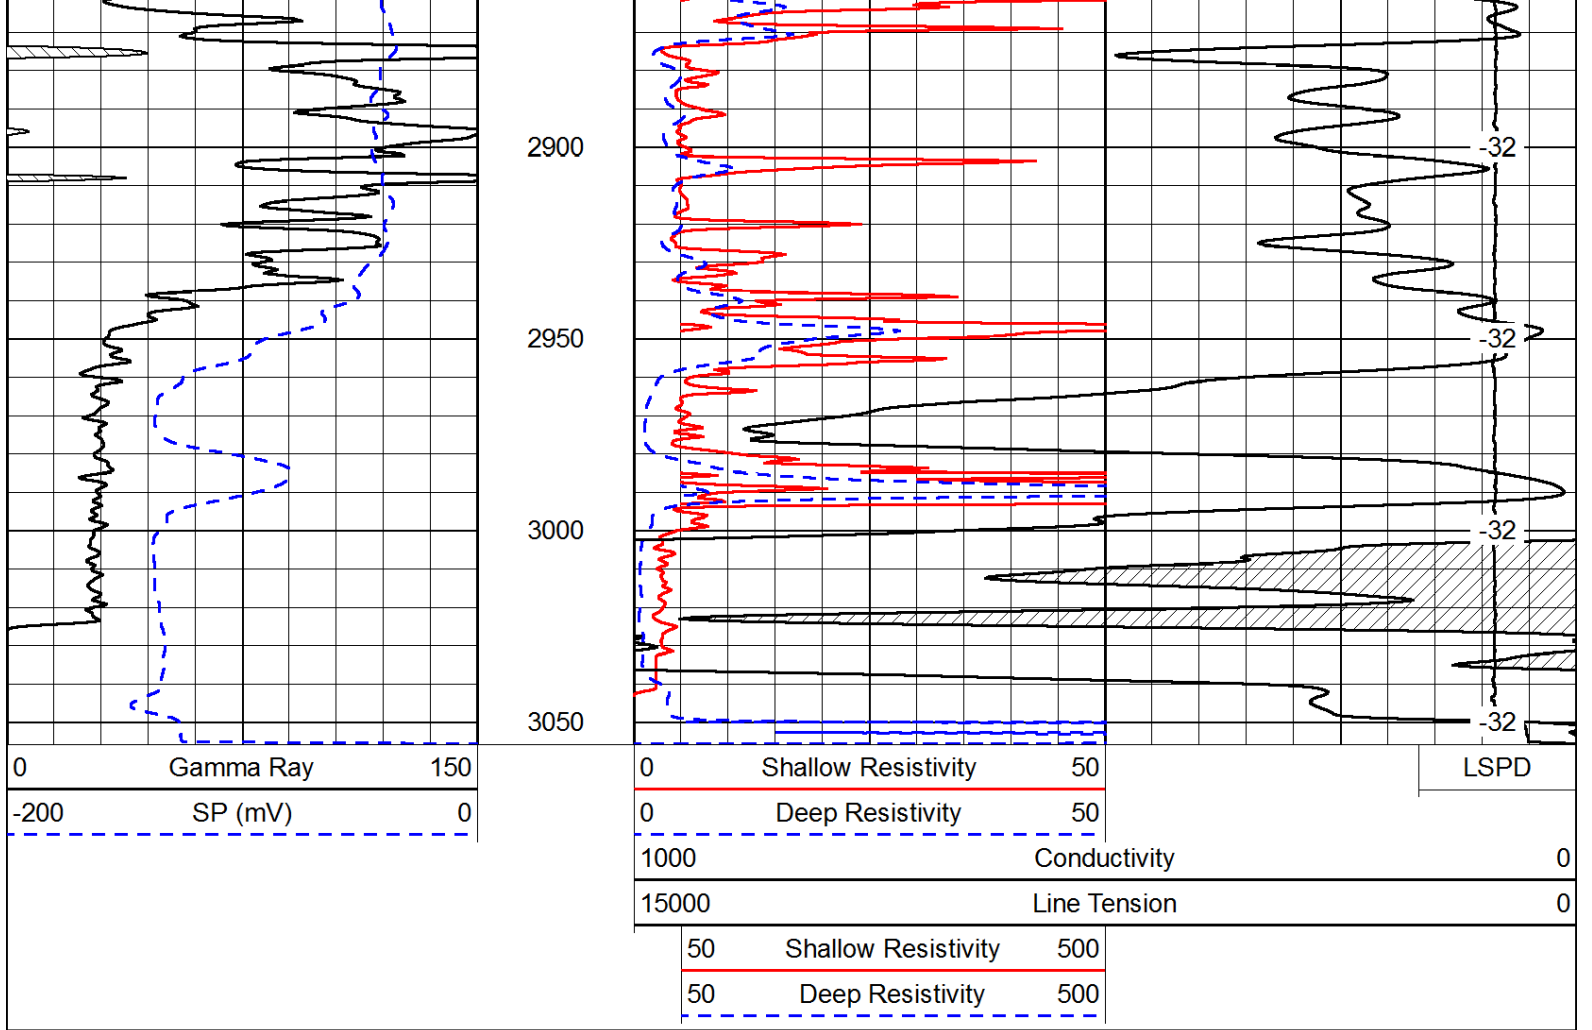 2900 -32
2950 -32
3000 -32
3050 -32
0 Gamma Ray 150 0 Shallow Resistivity 50 LSPD
-200 SP (mV) 0 0 Deep Resistivity 50
1000 Conductivity 0
15000 Line Tension 0
50 Shallow Resistivity 500
50 Deep Resistivity 500